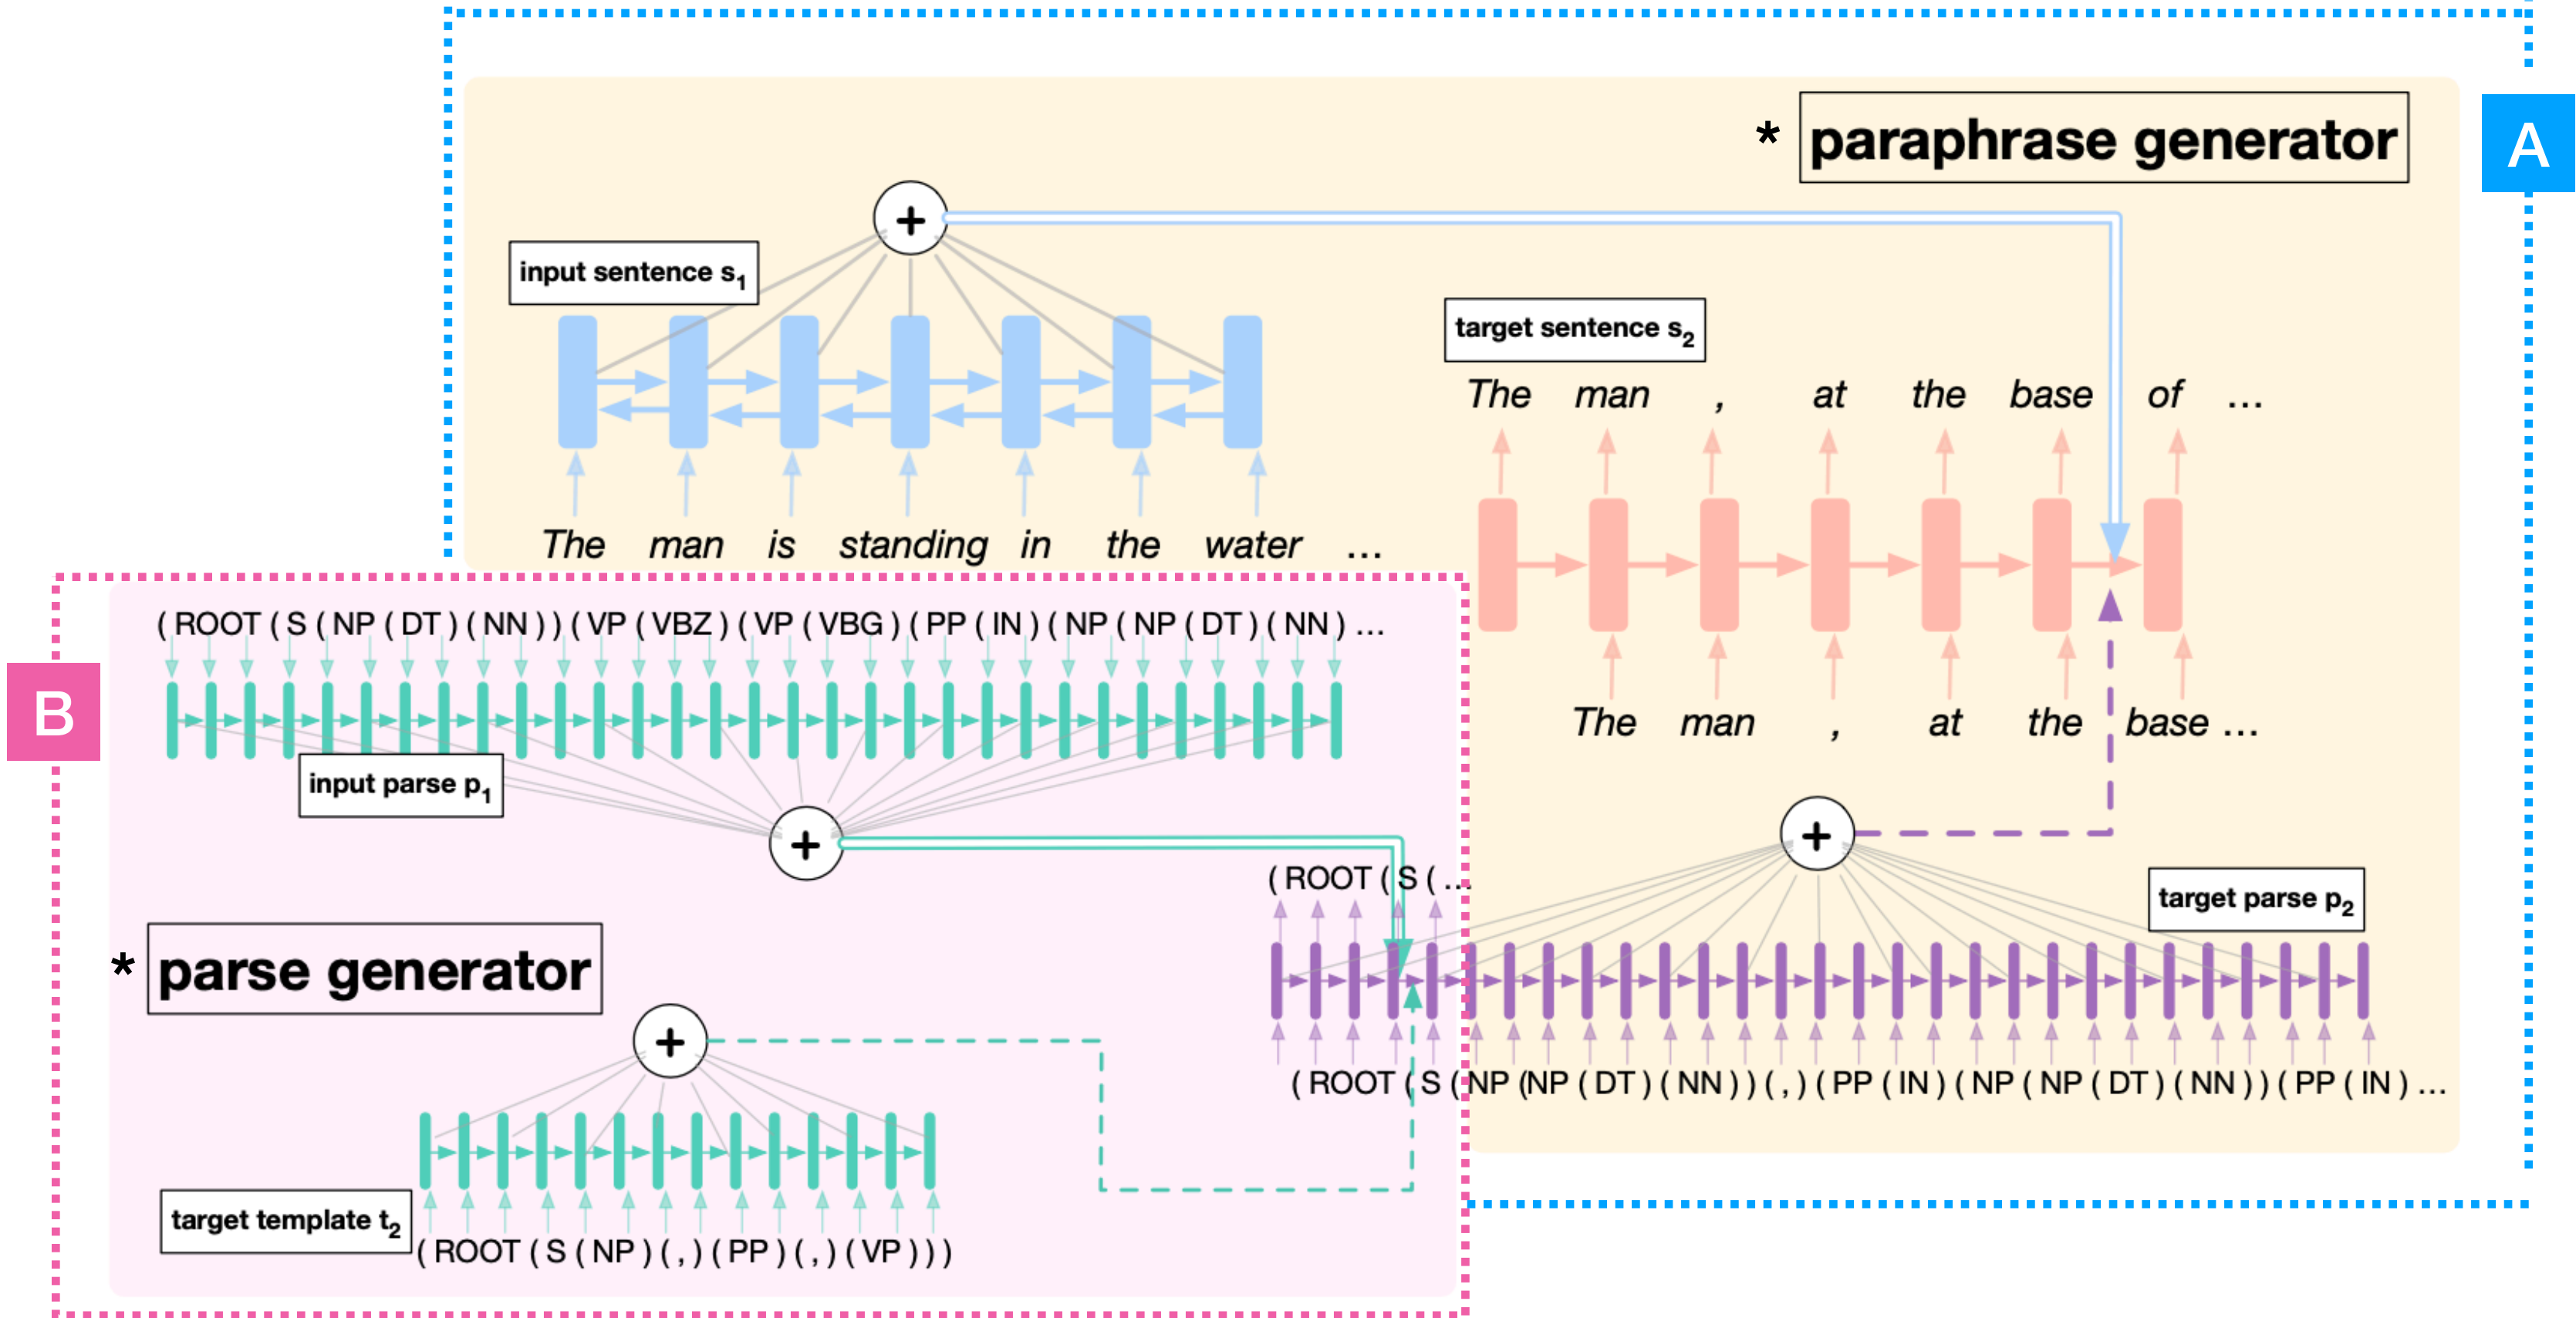 * paraphrase generator
A
input sentence s1
target sentence s2
The man , at the base of ...
The man is standing in the water ...
( ROOT ( S ( NP ( DT ) ( NN ) ) ( VP ( VBZ ) ( VP ( VBG ) ( PP ( IN ) ( NP ( NP ( DT ) ( NN ) ...
B
The man , at the base ...
input parse p1
( ROOT ( S ( ...
target parse p2
* parse generator
( ROOT ( S ( NP ( NP ( DT ) ( NN ) ) ( , ) ( PP ( IN ) ( NP ( NP ( DT ) ( NN ) ) ( PP ( IN ) ...
target template t2
( ROOT ( S ( NP ) ( , ) ( PP ) ( , ) ( VP ) ) )